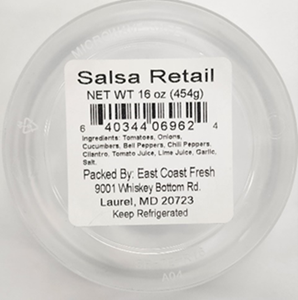 Salsa Retail
NET WT 16 oz (454g)
6 40344 06962 4
Ingredients: Tomatoes, Onions,
Cucumbers, Bell Peppers, Chili Peppers,
Cilantro, Tomato Juice, Lime Juice, Garlic,
Salt.
Packed By: East Coast Fresh
9001 Whiskey Bottom Rd.
Laurel, MD 20723
Keep Refrigerated